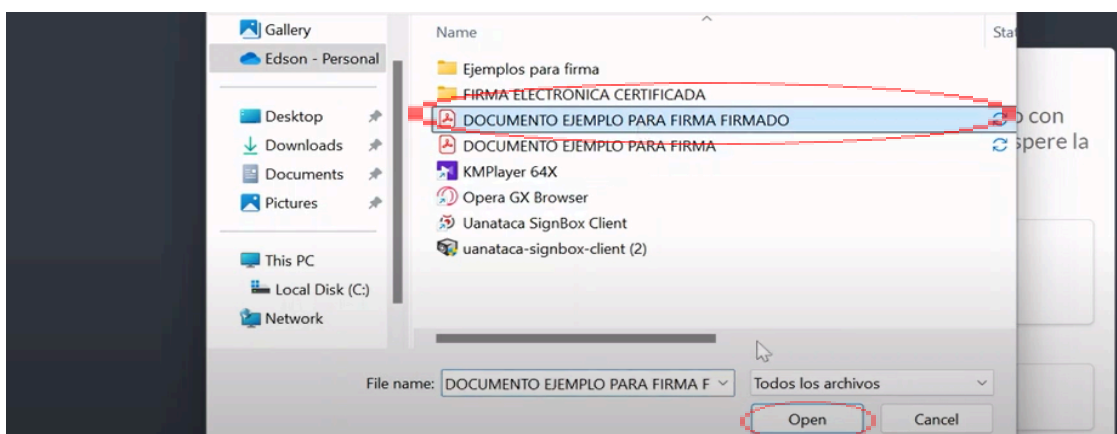 Gallery
Edson - Personal
Desktop
Downloads
Documents
Pictures
This PC
Local Disk (C:)
Network
Name
Stat
Ejemplos para firma
FIRMA ELECTRONICA CERTIFICADA
DOCUMENTO EJEMPLO PARA FIRMA FIRMADO
DOCUMENTO EJEMPLO PARA FIRMA
KMPlayer 64X
Opera GX Browser
Uanataca SignBox Client
uanataca-signbox-client (2)
con
spere la
File name: DOCUMENTO EJEMPLO PARA FIRMA F
Todos los archivos
Open
Cancel